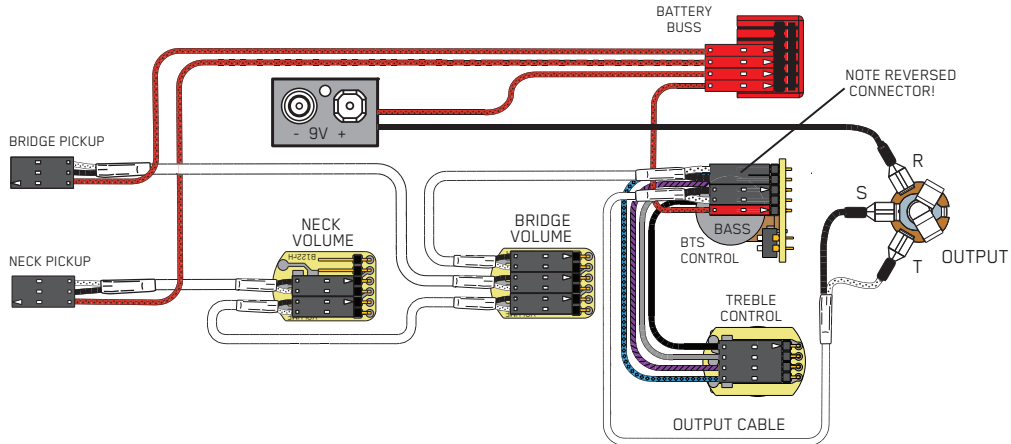 BATTERY
BUSS
NOTE REVERSED
CONNECTOR!
- 9V +
BRIDGE PICKUP
R
S
NECK
VOLUME
B122-H
BRIDGE
VOLUME
BASS
BTS
CONTROL
T
OUTPUT
NECK PICKUP
TREBLE
CONTROL
OUTPUT CABLE